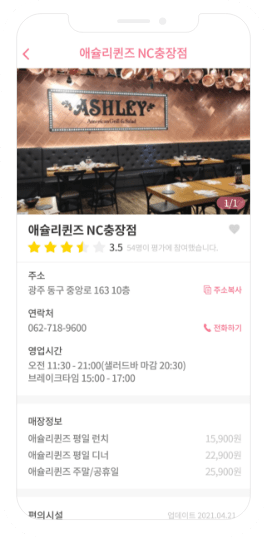 애슐리퀸즈 NC충장점
ASHLEY
American Grill & Salad
1/1
애슐리퀸즈 NC충장점
3.5 54명이 평가에 참여했습니다.
주소
광주 동구 중앙로 163 10층 주소복사
연락처
062-718-9600 전화하기
영업시간
오전 11:30 - 21:00(샐러드바 마감 20:30)
브레이크타임 15:00 - 17:00
매장정보
애슐리퀸즈 평일 런치 15,900원
애슐리퀸즈 평일 디너 22,900원
애슐리퀸즈 주말/공휴일 25,900원
편의시설 업데이트 2021.04.21